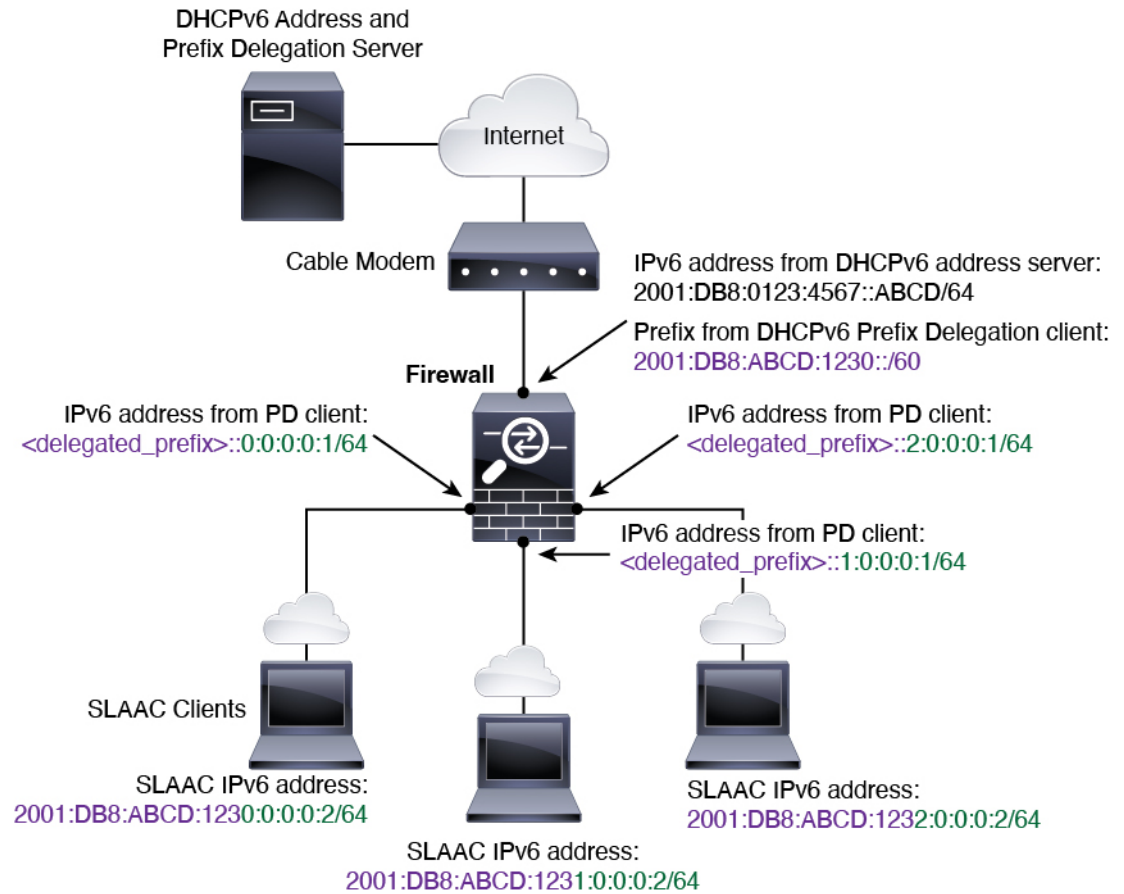 DHCPv6 Address and
Prefix Delegation Server
Internet
Cable Modem
IPv6 address from DHCPv6 address server:
2001:DB8:0123:4567::ABCD/64
Prefix from DHCPv6 Prefix Delegation client:
2001:DB8:ABCD:1230::/60
Firewall
IPv6 address from PD client:
<delegated_prefix>::0:0:0:0:1/64
IPv6 address from PD client:
<delegated_prefix>::2:0:0:0:1/64
IPv6 address from PD client:
<delegated_prefix>::1:0:0:0:1/64
SLAAC Clients
SLAAC IPv6 address:
2001:DB8:ABCD:1230:0:0:0:2/64
SLAAC IPv6 address:
2001:DB8:ABCD:1232:0:0:0:2/64
SLAAC IPv6 address:
2001:DB8:ABCD:1231:0:0:0:2/64